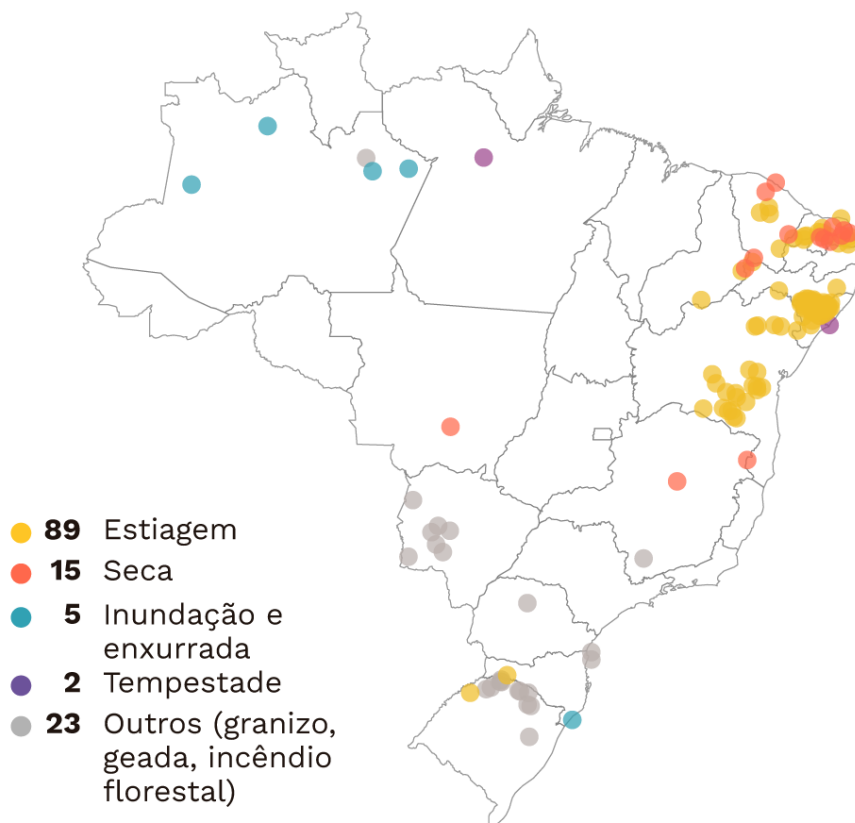 89 Estiagem
15 Seca
5 Inundação e
enxurrada
2 Tempestade
23 Outros (granizo,
geada, incêndio
florestal)